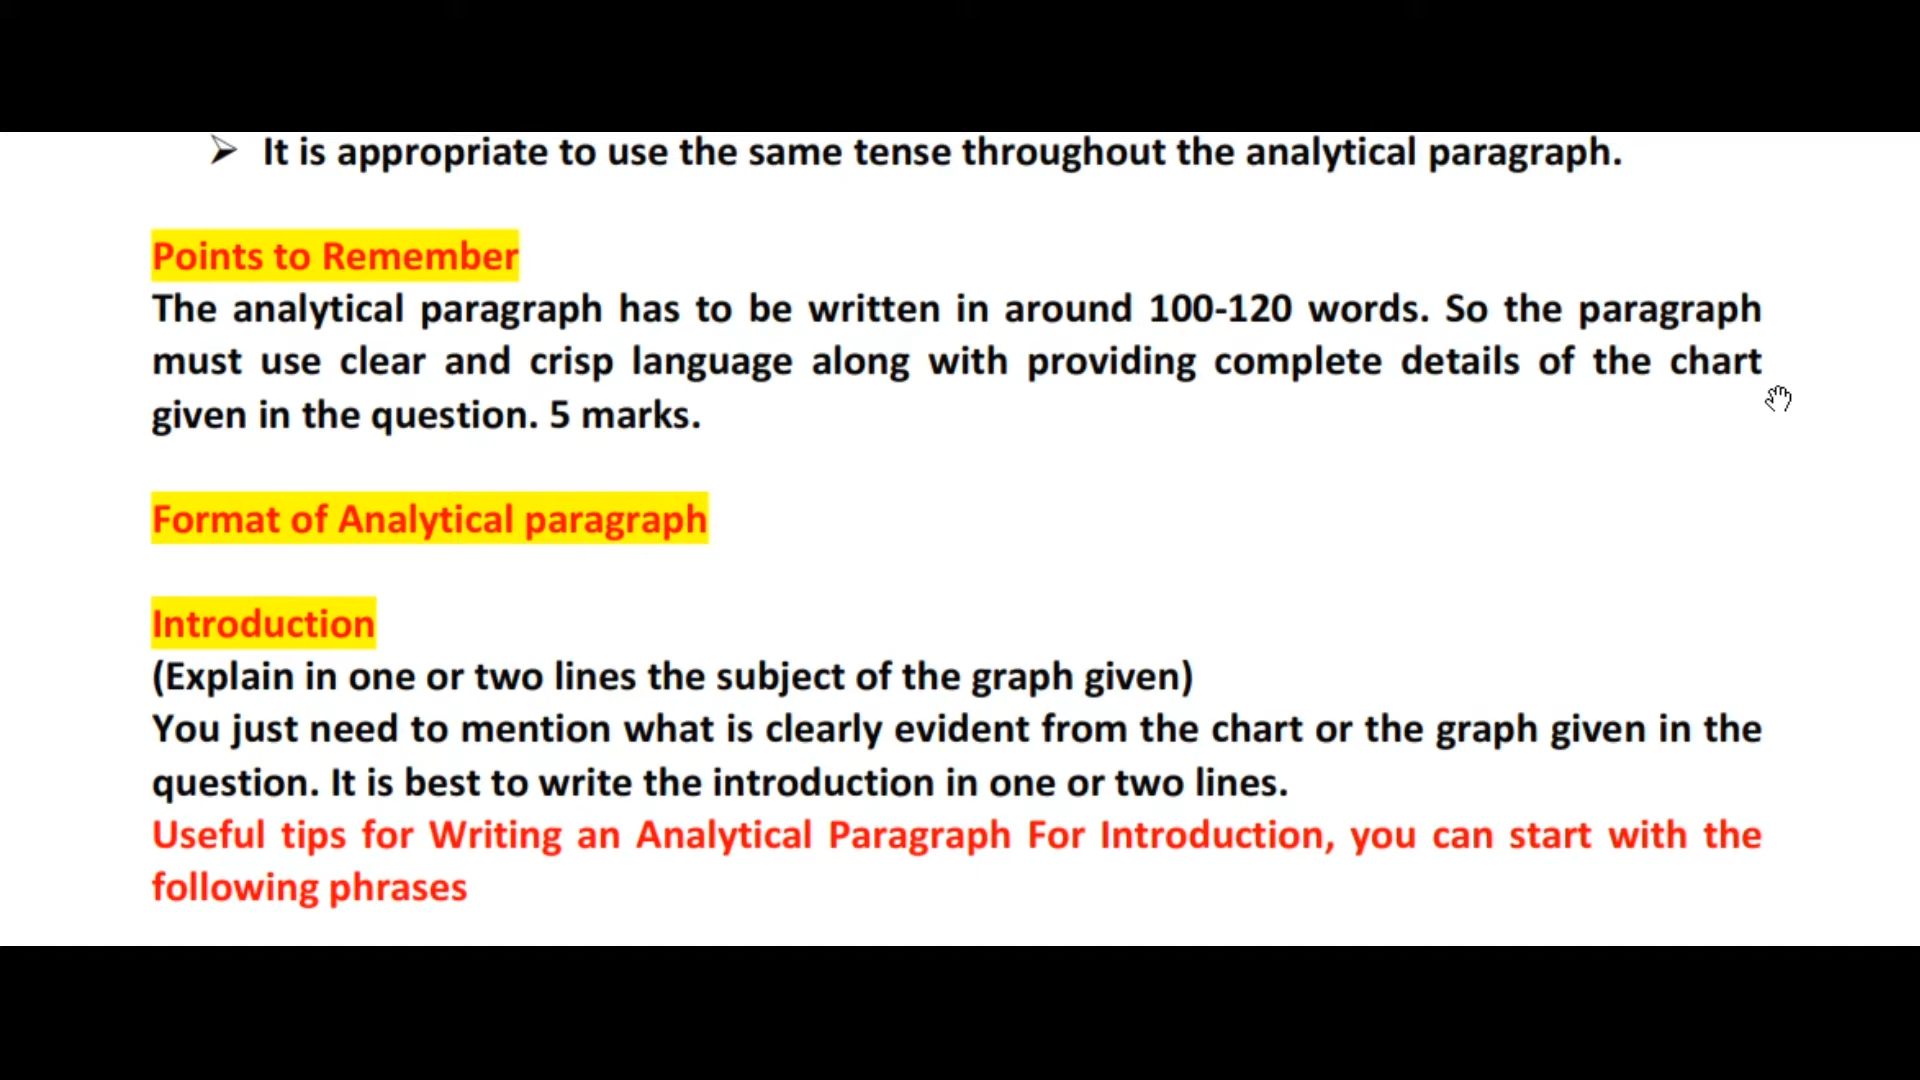 ➢ It is appropriate to use the same tense throughout the analytical paragraph.
Points to Remember
The analytical paragraph has to be written in around 100-120 words. So the paragraph
must use clear and crisp language along with providing complete details of the chart
given in the question. 5 marks.
Format of Analytical paragraph
Introduction
(Explain in one or two lines the subject of the graph given)
You just need to mention what is clearly evident from the chart or the graph given in the
question. It is best to write the introduction in one or two lines.
Useful tips for Writing an Analytical Paragraph For Introduction, you can start with the
following phrases